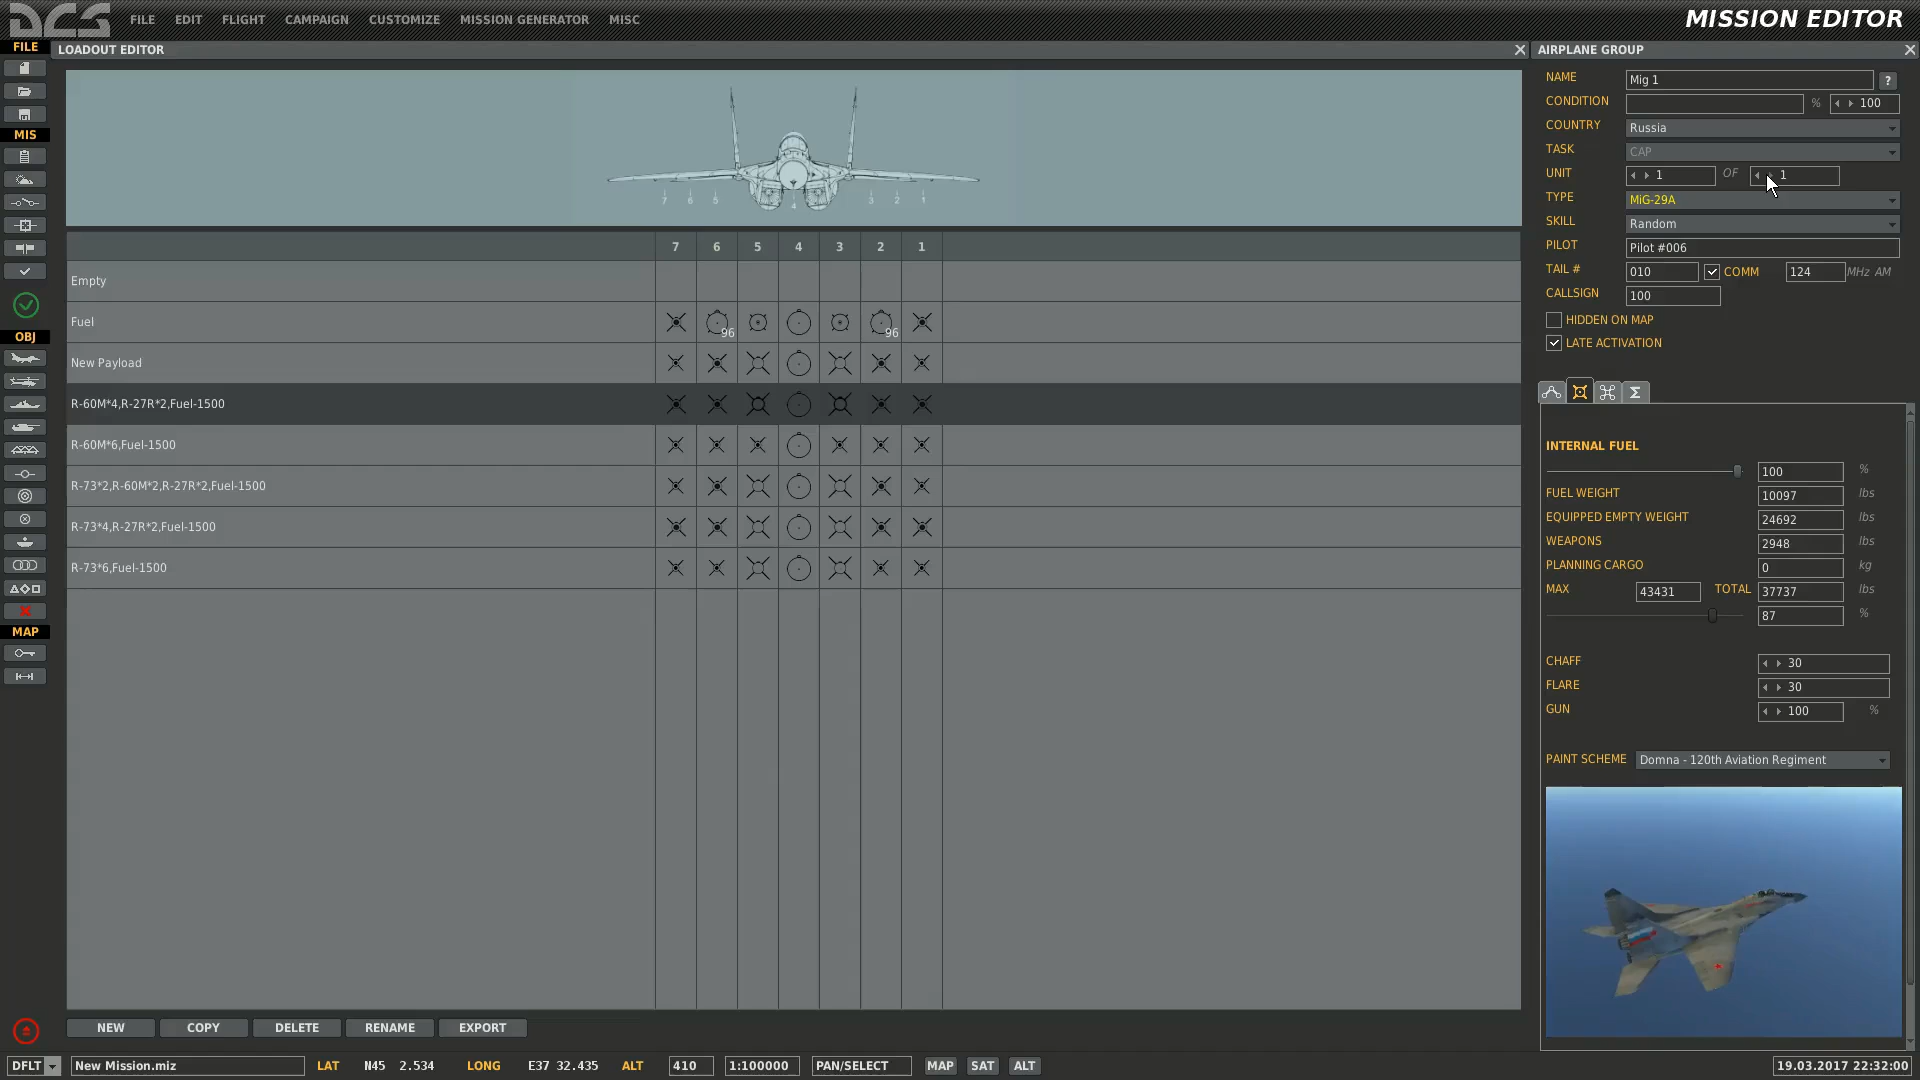 DCS FILE EDIT FLIGHT CAMPAIGN CUSTOMIZE MISSION GENERATOR MISC MISSION EDITOR
FILE
LOADOUT EDITOR
MIS
OBJ
MAP
7 6 5 4 3 2 1
7 6 5 4 3 2 1
Empty
Fuel 96 96
New Payload
R-60M*4,R-27R*2,Fuel-1500
R-60M*6,Fuel-1500
R-73*2,R-60M*2,R-27R*2,Fuel-1500
R-73*4,R-27R*2,Fuel-1500
R-73*6,Fuel-1500
NEW COPY DELETE RENAME EXPORT
AIRPLANE GROUP
NAME Mig 1 ?
CONDITION % 100
COUNTRY Russia
TASK CAP
UNIT 1 OF 1
TYPE MiG-29A
SKILL Random
PILOT Pilot #006
TAIL # 010 COMM 124 MHz AM
CALLSIGN 100
HIDDEN ON MAP
LATE ACTIVATION
Σ
INTERNAL FUEL
100 %
FUEL WEIGHT 10097 lbs
EQUIPPED EMPTY WEIGHT 24692 lbs
WEAPONS 2948 lbs
PLANNING CARGO 0 kg
MAX 43431 TOTAL 37737 lbs
87 %
CHAFF 30
FLARE 30
GUN 100 %
PAINT SCHEME Domna - 120th Aviation Regiment
DFLT New Mission.miz LAT N45 2.534 LONG E37 32.435 ALT 410 1:100000 PAN/SELECT MAP SAT ALT 19.03.2017 22:32:00